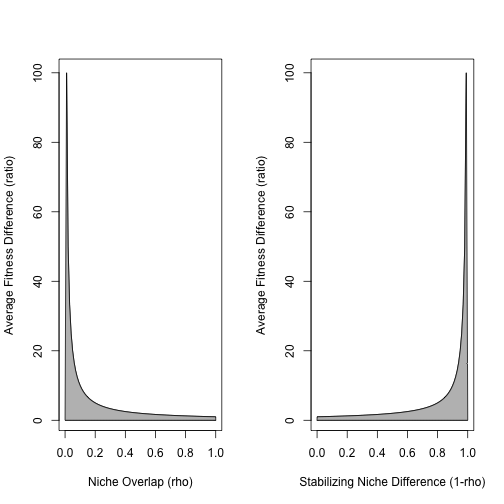 Average Fitness Difference (ratio)
100
80
60
40
20
0
0.0 0.2 0.4 0.6 0.8 1.0
Niche Overlap (rho)
Average Fitness Difference (ratio)
100
80
60
40
20
0
0.0 0.2 0.4 0.6 0.8 1.0
Stabilizing Niche Difference (1-rho)